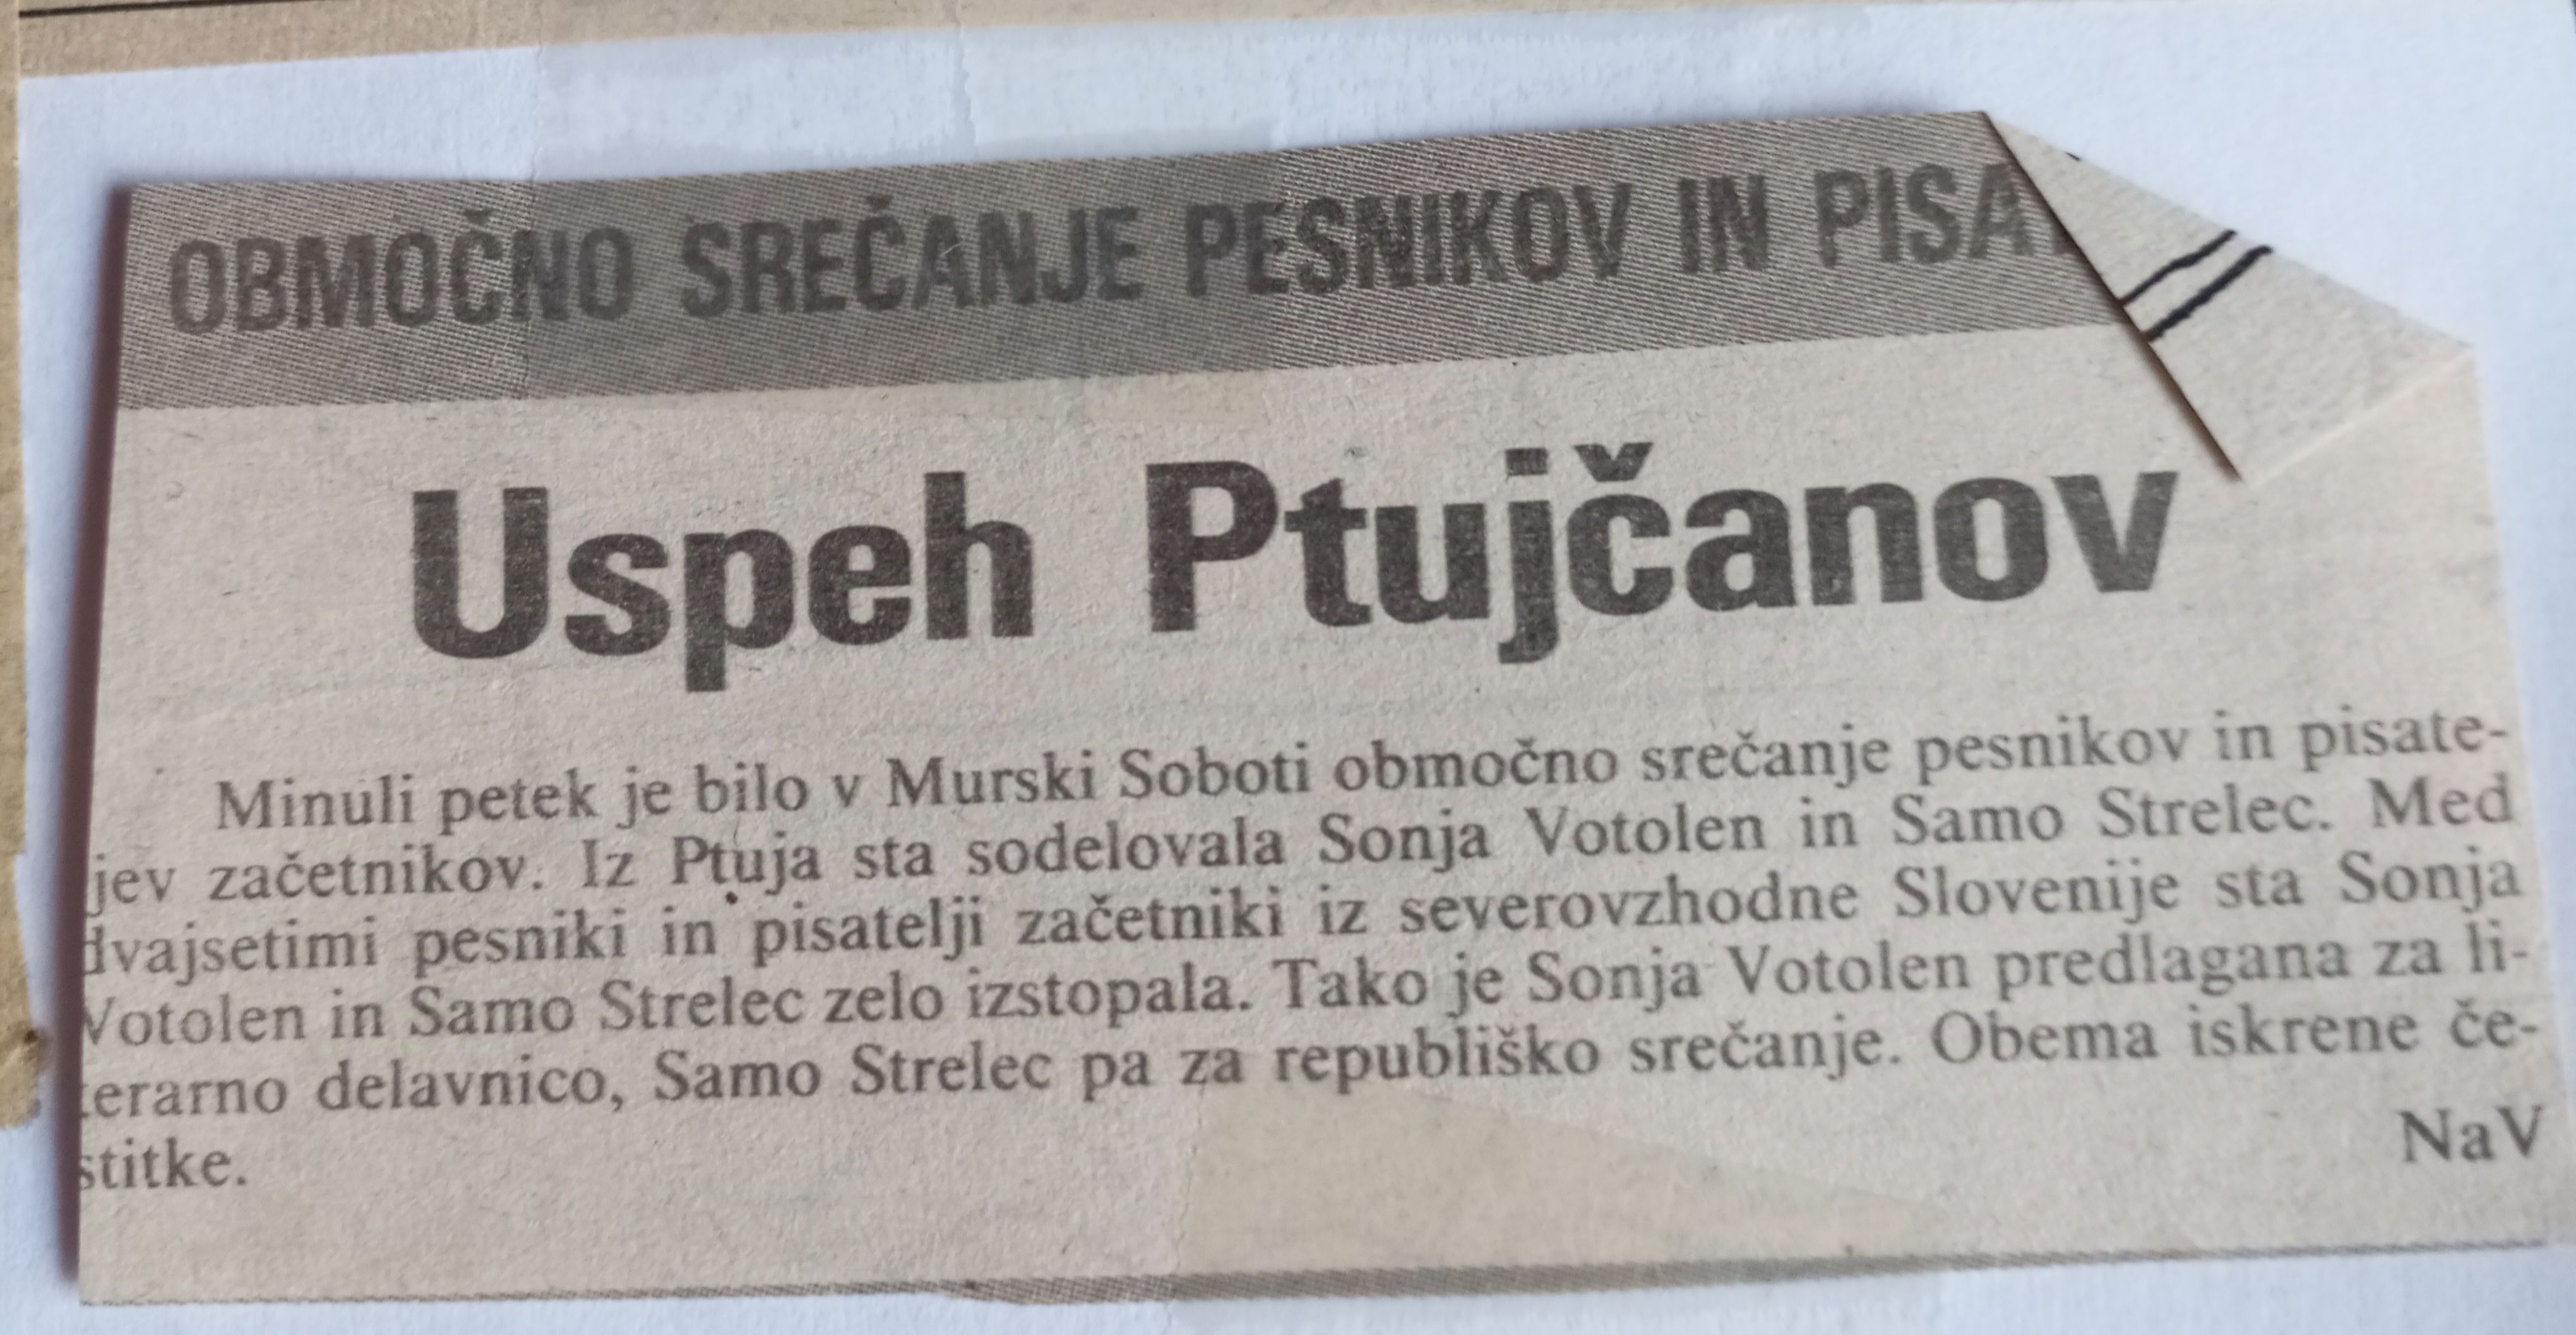 OBMOČNO SREČANJE PESNIKOV IN PISAT
Uspeh Ptujčanov
Minuli petek je bilo v Murski Soboti območno srečanje pesnikov in pisate-
ljev začetnikov. Iz Ptuja sta sodelovala Sonja Votolen in Samo Strelec. Med
dvajsetimi pesniki in pisatelji začetniki iz severovzhodne Slovenije sta Sonja
Votolen in Samo Strelec zelo izstopala. Tako je Sonja Votolen predlagana za li-
terarno delavnico, Samo Strelec pa za republiško srečanje. Obema iskrene če-
stitke.
NaV